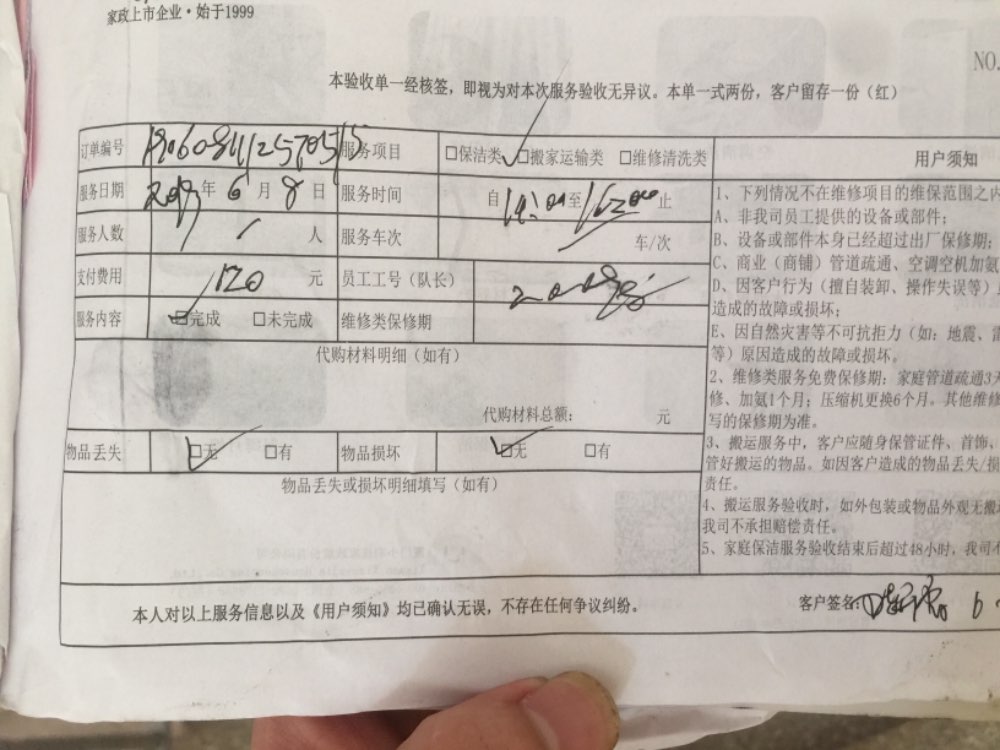 家政上市企业·始于1999
NO.
本验收单一经核签，即视为对本次服务验收无异议。本单一式两份，客户留存一份（红）
订单编号 服务项目 □保洁类 □搬家运输类 □维修清洗类
服务日期 2019年6月8日 服务时间 自14:00至16:00止
服务人数 人 服务车次 车/次
支付费用 120 元 员工工号（队长）
服务内容 □完成 □未完成 维修类保修期
代购材料明细（如有）
代购材料总额： 元
物品丢失 □无 □有 物品损坏 □无 □有
物品丢失或损坏明细填写（如有）
用户须知
1、下列情况不在维修项目的维保范围之内
A、非我司员工提供的设备或部件；
B、设备或部件本身已经超过出厂保修期；
C、商业（商铺）管道疏通、空调空机加氨
D、因客户行为（擅自装卸、操作失误等）
造成的故障或损坏；
E、因自然灾害等不可抗拒力（如：地震、
等）原因造成的故障或损坏。
2、维修类服务免费保修期：家庭管道疏通3天
修、加氨1个月；压缩机更换6个月。其他维修
写的保修期为准。
3、搬运服务中，客户应随身保管证件、首饰、
管好搬运的物品。如因客户造成的物品丢失/损
责任。
4、搬运服务验收时，如外包装或物品外观无
我司不承担赔偿责任。
5、家庭保洁服务验收结束后超过48小时，我司不
本人对以上服务信息以及《用户须知》均已确认无误，不存在任何争议纠纷。
客户签名： 6